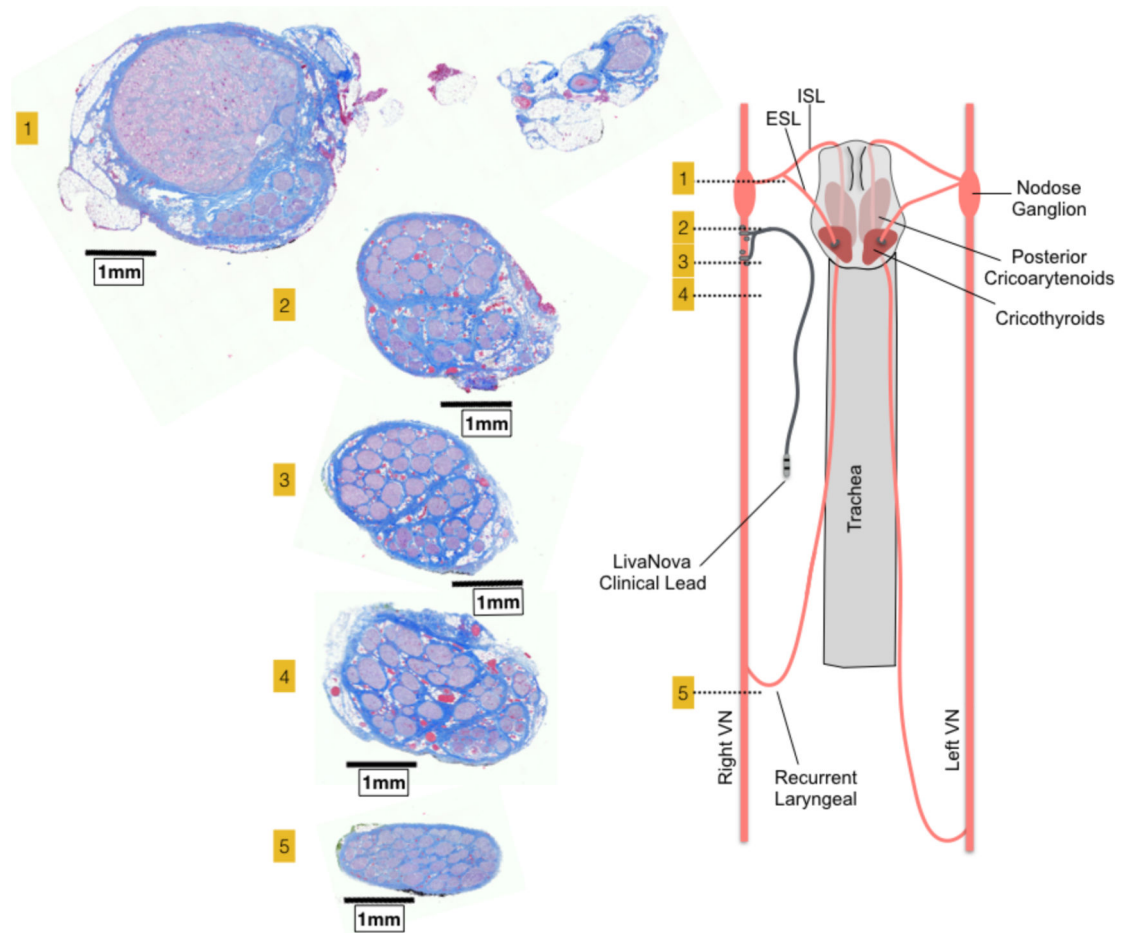 1
1mm
2
1mm
3
1mm
4
1mm
5
1mm
ISL
ESL
1
2
3
4
5
Nodose
Ganglion
Posterior
Cricoarytenoids
Cricothyroids
LivaNova
Clinical Lead
Trachea
Right VN
Left VN
Recurrent
Laryngeal